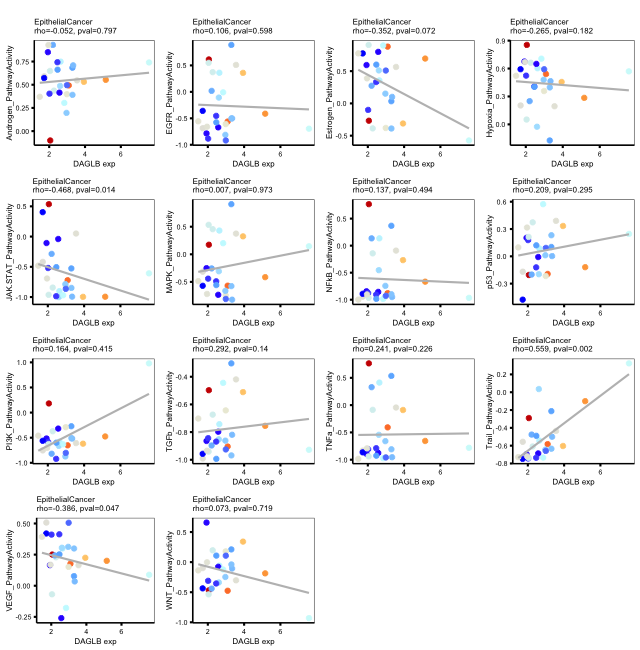 EpithelialCancer
rho=-0.052, pval=0.797
Androgen_PathwayActivity
0.75
0.50
0.25
0.00
2
4
6
DAGLB exp
EpithelialCancer
rho=0.106, pval=0.598
EGFR_PathwayActivity
0.5
0.0
-0.5
-1.0
2
4
6
DAGLB exp
EpithelialCancer
rho=-0.352, pval=0.072
Estrogen_PathwayActivity
0.5
0.0
-0.5
2
4
6
DAGLB exp
EpithelialCancer
rho=-0.265, pval=0.182
Hypoxia_PathwayActivity
0.9
0.6
0.3
0.0
2
4
6
DAGLB exp
EpithelialCancer
rho=-0.468, pval=0.014
JAK-STAT_PathwayActivity
0.5
0.0
-0.5
-1.0
2
4
6
DAGLB exp
EpithelialCancer
rho=0.007, pval=0.973
MAPK_PathwayActivity
0.5
0.0
-0.5
2
4
6
DAGLB exp
EpithelialCancer
rho=0.137, pval=0.494
NFkB_PathwayActivity
0.5
0.0
-0.5
-1.0
2
4
6
DAGLB exp
EpithelialCancer
rho=0.209, pval=0.295
p53_PathwayActivity
0.6
0.3
0.0
-0.3
2
4
6
DAGLB exp
EpithelialCancer
rho=0.164, pval=0.415
PI3K_PathwayActivity
1.0
0.5
0.0
-0.5
-1.0
2
4
6
DAGLB exp
EpithelialCancer
rho=0.292, pval=0.14
TGFb_PathwayActivity
-0.4
-0.6
-0.8
-1.0
2
4
6
DAGLB exp
EpithelialCancer
rho=0.241, pval=0.226
TNFa_PathwayActivity
0.5
0.0
-0.5
-1.0
2
4
6
DAGLB exp
EpithelialCancer
rho=0.559, pval=0.002
Trail_PathwayActivity
0.2
0.0
-0.2
-0.4
-0.6
-0.8
2
4
6
DAGLB exp
EpithelialCancer
rho=-0.386, pval=0.047
VEGF_PathwayActivity
0.50
0.25
0.00
-0.25
2
4
6
DAGLB exp
EpithelialCancer
rho=0.073, pval=0.719
WNT_PathwayActivity
0.5
0.0
-0.5
-1.0
2
4
6
DAGLB exp